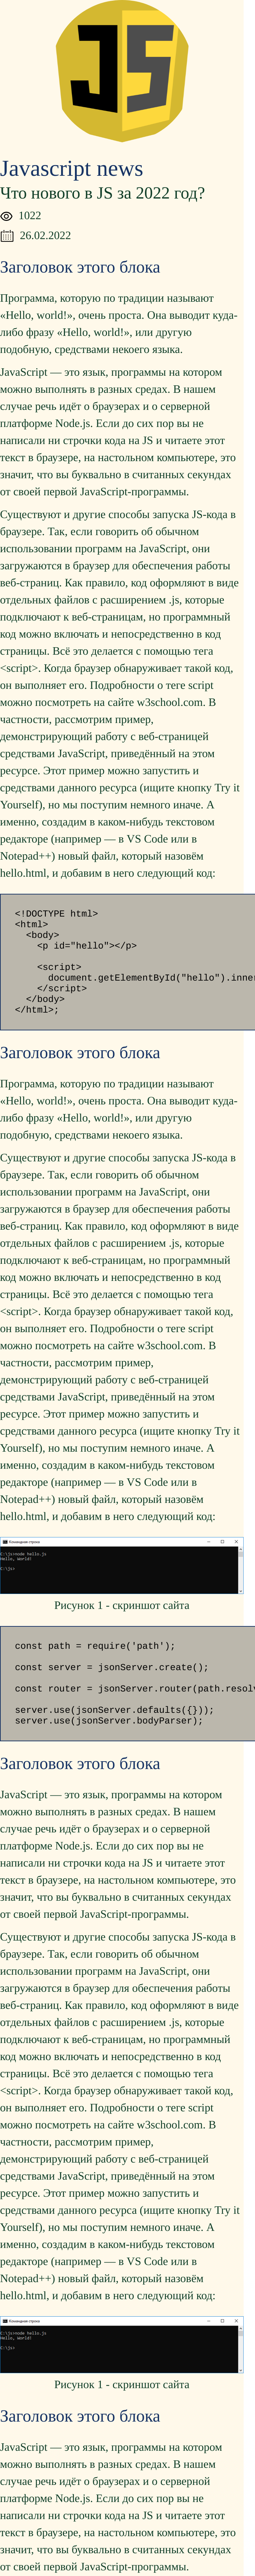 JS
Javascript news
Что нового в JS за 2022 год?
1022
26.02.2022
Заголовок этого блока
Программа, которую по традиции называют
«Hello, world!», очень проста. Она выводит куда-
либо фразу «Hello, world!», или другую
подобную, средствами некоего языка.
JavaScript — это язык, программы на котором
можно выполнять в разных средах. В нашем
случае речь идёт о браузерах и о серверной
платформе Node.js. Если до сих пор вы не
написали ни строчки кода на JS и читаете этот
текст в браузере, на настольном компьютере, это
значит, что вы буквально в считанных секундах
от своей первой JavaScript-программы.
Существуют и другие способы запуска JS-кода в
браузере. Так, если говорить об обычном
использовании программ на JavaScript, они
загружаются в браузер для обеспечения работы
веб-страниц. Как правило, код оформляют в виде
отдельных файлов с расширением .js, которые
подключают к веб-страницам, но программный
код можно включать и непосредственно в код
страницы. Всё это делается с помощью тега
<script>. Когда браузер обнаруживает такой код,
он выполняет его. Подробности о теге script
можно посмотреть на сайте w3school.com. В
частности, рассмотрим пример,
демонстрирующий работу с веб-страницей
средствами JavaScript, приведённый на этом
ресурсе. Этот пример можно запустить и
средствами данного ресурса (ищите кнопку Try it
Yourself), но мы поступим немного иначе. А
именно, создадим в каком-нибудь текстовом
редакторе (например — в VS Code или в
Notepad++) новый файл, который назовём
hello.html, и добавим в него следующий код:
<!DOCTYPE html>
<html>
<body>
<p id="hello"></p>
<script>
document.getElementById("hello").inner
</script>
</body>
</html>;
Заголовок этого блока
Программа, которую по традиции называют
«Hello, world!», очень проста. Она выводит куда-
либо фразу «Hello, world!», или другую
подобную, средствами некоего языка.
Существуют и другие способы запуска JS-кода в
браузере. Так, если говорить об обычном
использовании программ на JavaScript, они
загружаются в браузер для обеспечения работы
веб-страниц. Как правило, код оформляют в виде
отдельных файлов с расширением .js, которые
подключают к веб-страницам, но программный
код можно включать и непосредственно в код
страницы. Всё это делается с помощью тега
<script>. Когда браузер обнаруживает такой код,
он выполняет его. Подробности о теге script
можно посмотреть на сайте w3school.com. В
частности, рассмотрим пример,
демонстрирующий работу с веб-страницей
средствами JavaScript, приведённый на этом
ресурсе. Этот пример можно запустить и
средствами данного ресурса (ищите кнопку Try it
Yourself), но мы поступим немного иначе. А
именно, создадим в каком-нибудь текстовом
редакторе (например — в VS Code или в
Notepad++) новый файл, который назовём
hello.html, и добавим в него следующий код:
Командная строка
C:\js>node hello.js
Hello, World!
C:\js>
Рисунок 1 - скриншот сайта
const path = require('path');
const server = jsonServer.create();
const router = jsonServer.router(path.resolv
server.use(jsonServer.defaults({}));
server.use(jsonServer.bodyParser);
Заголовок этого блока
JavaScript — это язык, программы на котором
можно выполнять в разных средах. В нашем
случае речь идёт о браузерах и о серверной
платформе Node.js. Если до сих пор вы не
написали ни строчки кода на JS и читаете этот
текст в браузере, на настольном компьютере, это
значит, что вы буквально в считанных секундах
от своей первой JavaScript-программы.
Существуют и другие способы запуска JS-кода в
браузере. Так, если говорить об обычном
использовании программ на JavaScript, они
загружаются в браузер для обеспечения работы
веб-страниц. Как правило, код оформляют в виде
отдельных файлов с расширением .js, которые
подключают к веб-страницам, но программный
код можно включать и непосредственно в код
страницы. Всё это делается с помощью тега
<script>. Когда браузер обнаруживает такой код,
он выполняет его. Подробности о теге script
можно посмотреть на сайте w3school.com. В
частности, рассмотрим пример,
демонстрирующий работу с веб-страницей
средствами JavaScript, приведённый на этом
ресурсе. Этот пример можно запустить и
средствами данного ресурса (ищите кнопку Try it
Yourself), но мы поступим немного иначе. А
именно, создадим в каком-нибудь текстовом
редакторе (например — в VS Code или в
Notepad++) новый файл, который назовём
hello.html, и добавим в него следующий код:
Командная строка
C:\js>node hello.js
Hello, World!
C:\js>
Рисунок 1 - скриншот сайта
Заголовок этого блока
JavaScript — это язык, программы на котором
можно выполнять в разных средах. В нашем
случае речь идёт о браузерах и о серверной
платформе Node.js. Если до сих пор вы не
написали ни строчки кода на JS и читаете этот
текст в браузере, на настольном компьютере, это
значит, что вы буквально в считанных секундах
от своей первой JavaScript-программы.